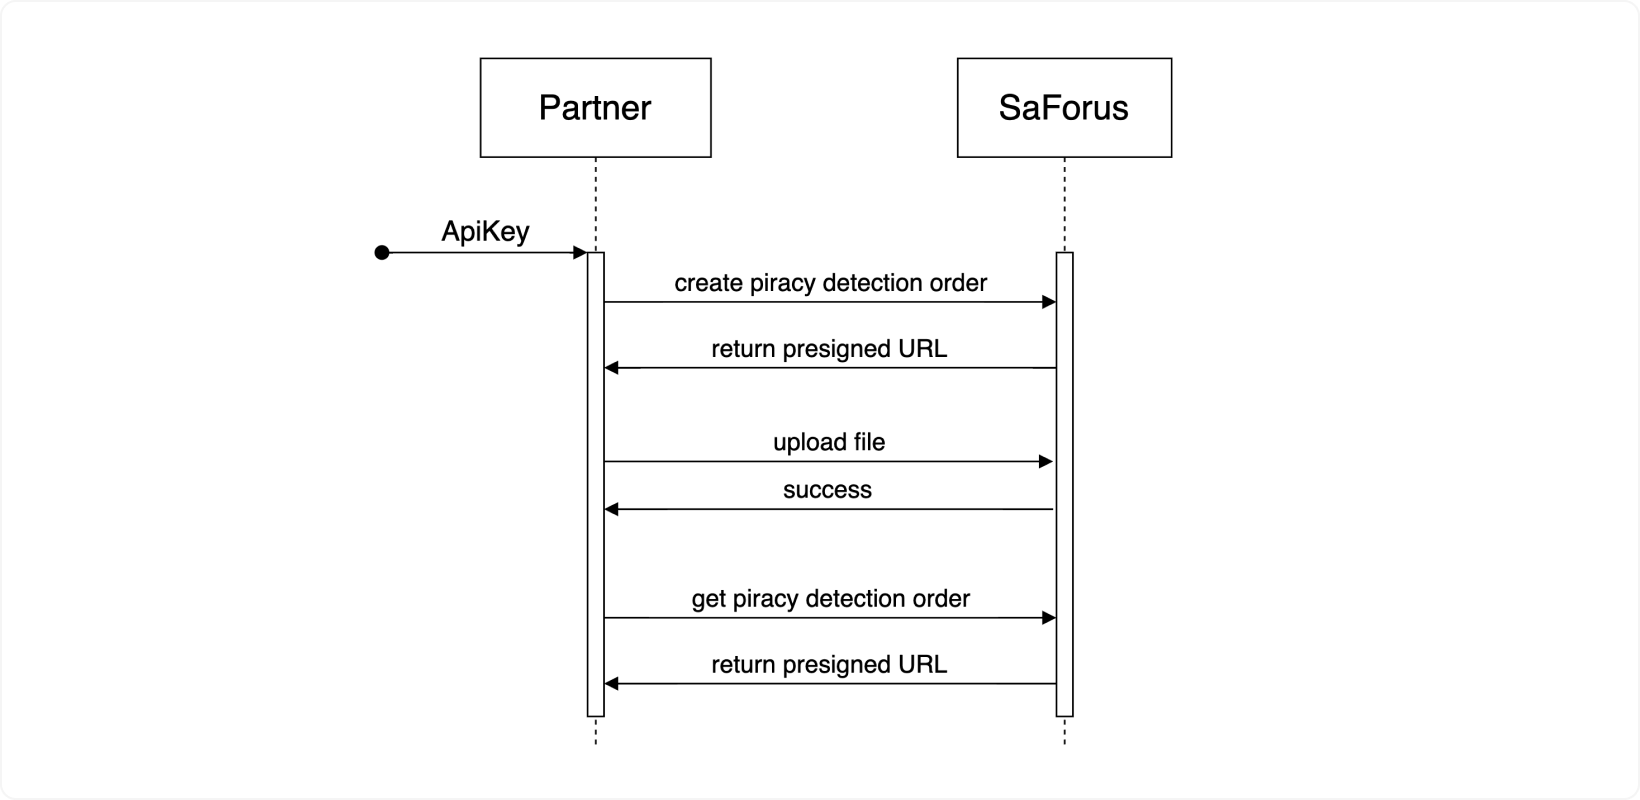 Partner
SaForus
ApiKey
create piracy detection order
return presigned URL
upload file
success
get piracy detection order
return presigned URL